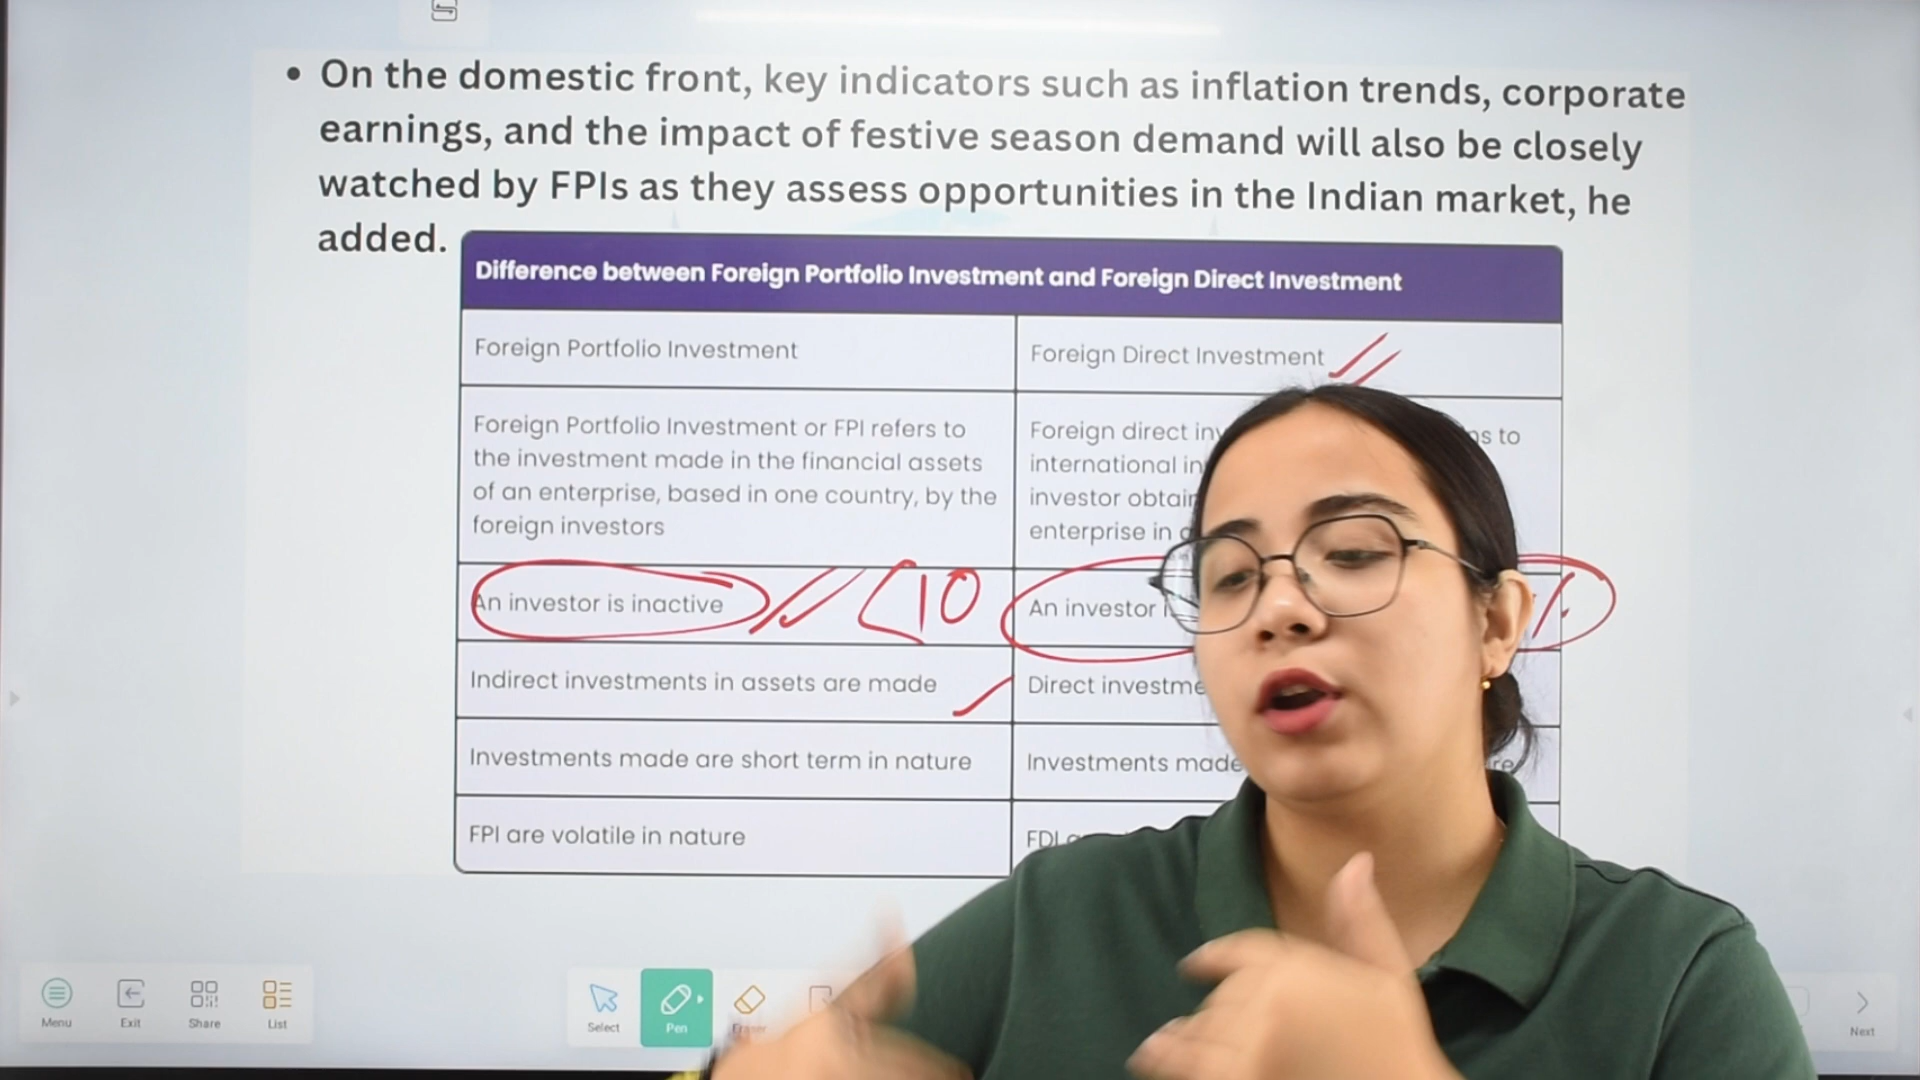 • On the domestic front, key indicators such as inflation trends, corporate
earnings, and the impact of festive season demand will also be closely
watched by FPIs as they assess opportunities in the Indian market, he
added.
Difference between Foreign Portfolio Investment and Foreign Direct Investment
Foreign Portfolio Investment
Foreign Direct Investment
Foreign Portfolio Investment or FPI refers to
the investment made in the financial assets
of an enterprise, based in one country, by the
foreign investors
Foreign direct to
international
investor
enterprise in
An investor is inactive
<10
An investor
Indirect investments in assets are made
Direct
Investments made are short term in nature
Investments made
FPI are volatile in nature
FDI
Menu
Exit
Share
List
Select
Pen
Eraser
Next